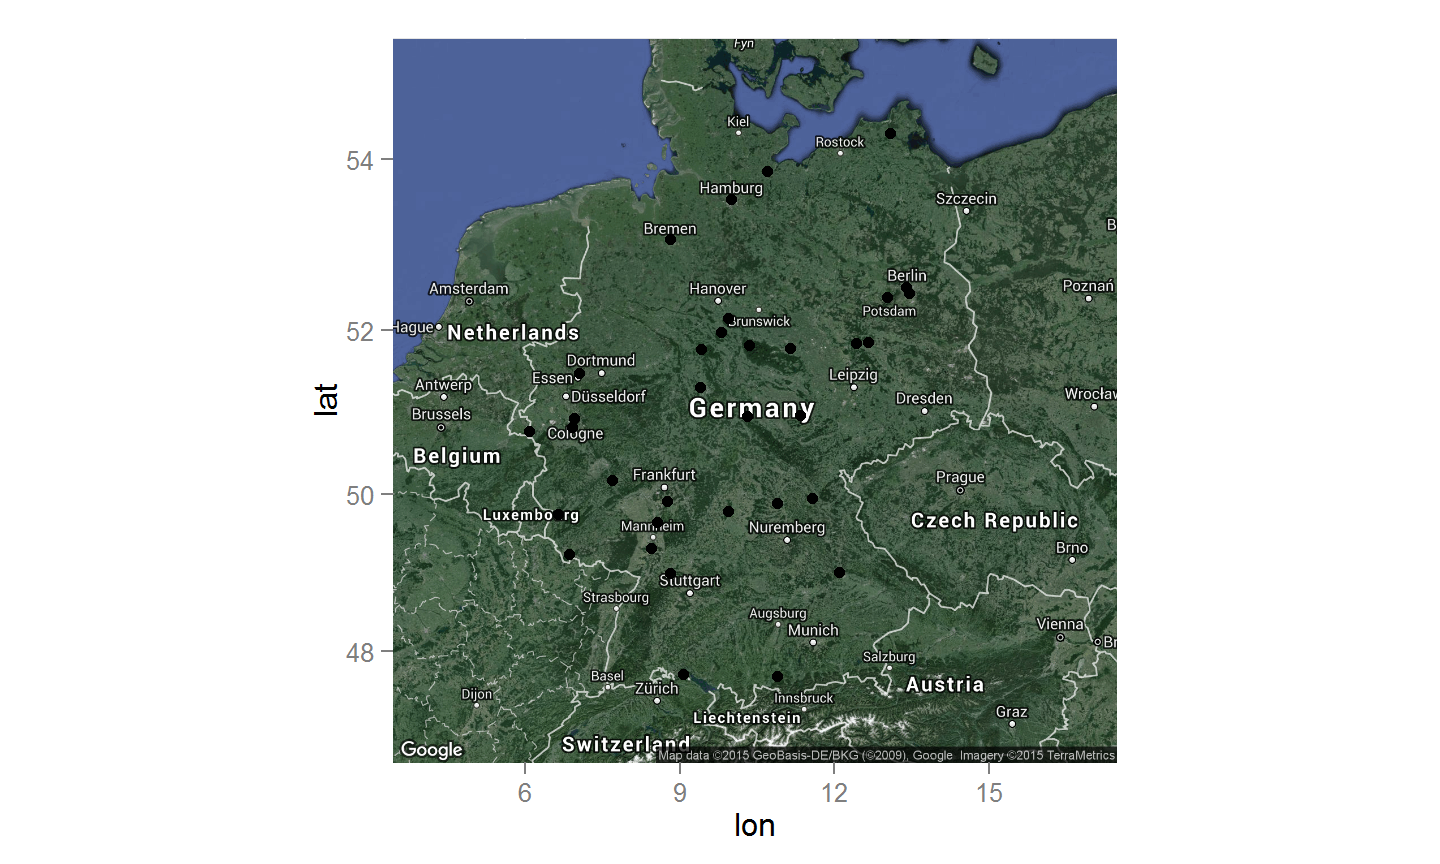 Fyn
Kiel
Rostock
54
Hamburg
Szczecin
Bremen
B
Berlin
Amsterdam
Hanover
Poznań
Potsdam
Brunswick
52
Hague
Netherlands
Dortmund
Essen
Leipzig
Antwerp
Düsseldorf
Dresden
Wrocław
lat
Brussels
Germany
Cologne
Belgium
Frankfurt
Prague
50
Luxembourg
Mannheim
Nuremberg
Czech Republic
Brno
Stuttgart
Strasbourg
Augsburg
Munich
Vienna
Br
48
Salzburg
Basel
Zürich
Austria
Dijon
Innsbruck
Liechtenstein
Graz
Switzerland
Google
Map data ©2015 GeoBasis-DE/BKG (©2009), Google Imagery ©2015 TerraMetrics
6 9 12 15
lon